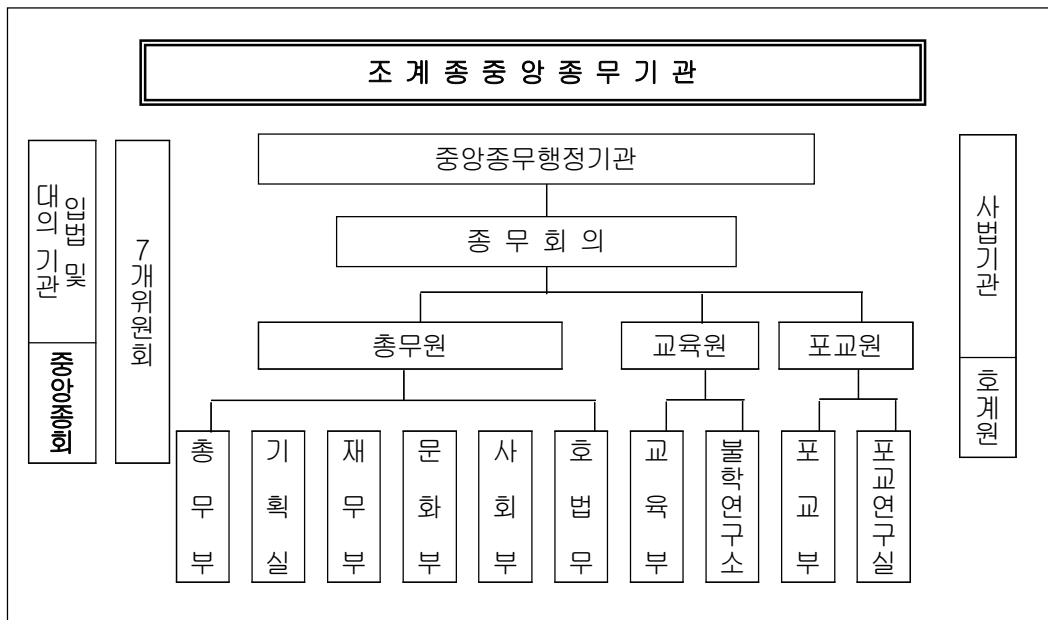 조 계 종 중 앙 종 무 기 관
입법 및
대의 기관
중앙종회
7개위원회
중앙종무행정기관
종 무 회 의
총무원
교육원
포교원
총무부
기획실
재무부
문화부
사회부
호법무
교육부
불학연구소
포교부
포교연구실
사법기관
호계원